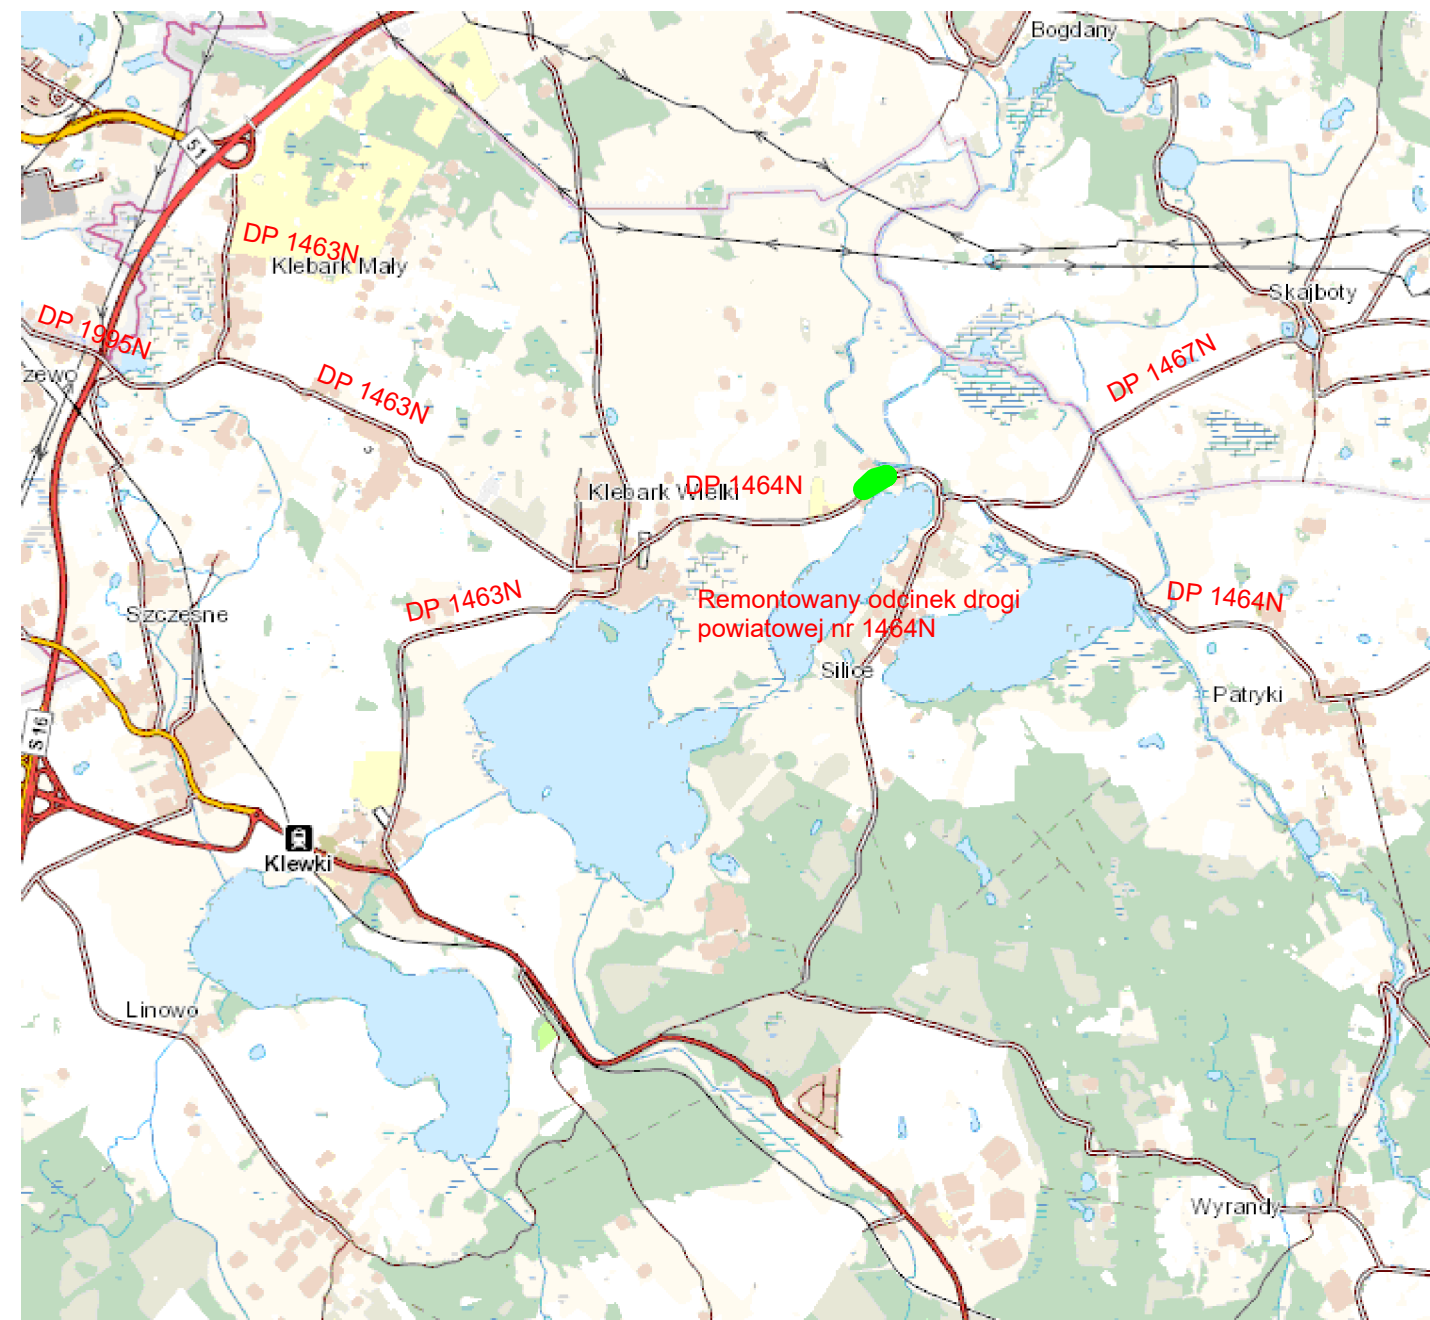 Bogdany
51
DP 1463N
Klebark Mały
Skajboty
DP 1995N
zewo
DP 1467N
DP 1463N
DP 1464N
Klebark Wielki
DP 1463N
DP 1464N
Remontowany odcinek drogi
powiatowej nr 1464N
Szczęsne
Silice
Patryki
S 16
Klewki
Linowo
Wyrandy